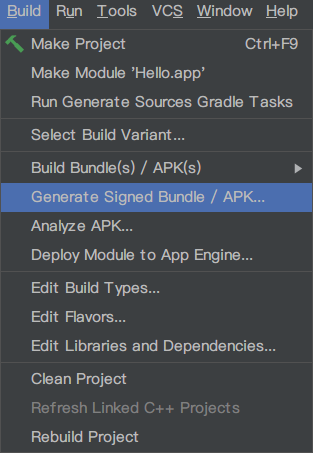 Build Run Tools VCS Window Help
Make Project Ctrl+F9
Make Module 'Hello.app'
Run Generate Sources Gradle Tasks
Select Build Variant...
Build Bundle(s) / APK(s)
Generate Signed Bundle / APK...
Analyze APK...
Deploy Module to App Engine...
Edit Build Types...
Edit Flavors...
Edit Libraries and Dependencies...
Clean Project
Refresh Linked C++ Projects
Rebuild Project